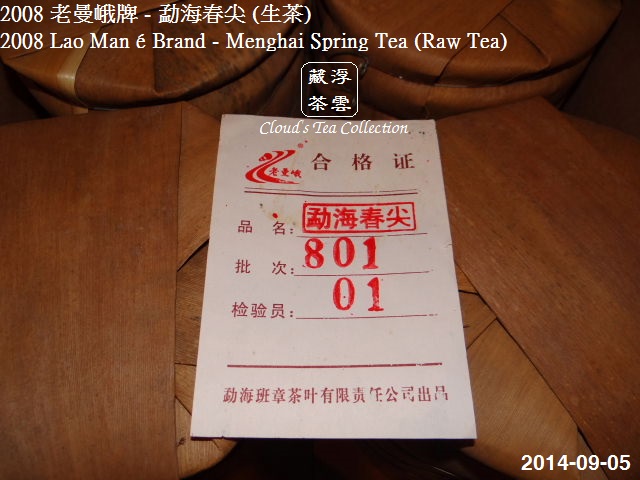 2008 老曼峨牌 - 勐海春尖 (生茶)
2008 Lao Man é Brand - Menghai Spring Tea (Raw Tea)
藏浮
茶雲
Cloud's Tea Collection
老曼峨®
合格证
品 名: 勐海春尖
批 次: 801
检验员: 01
勐海班章茶叶有限责任公司出品
2014-09-05